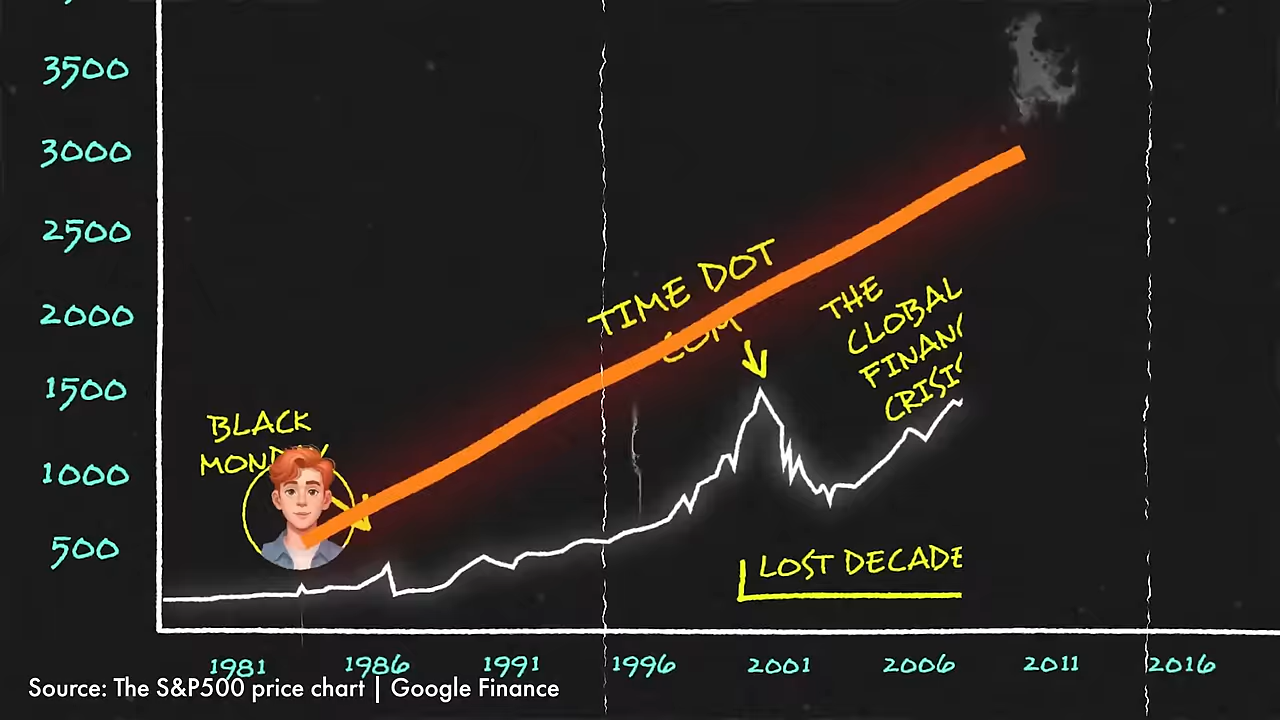 3500
3000
2500
2000
1500
1000
500
TIME DOT
COM
THE
GLOBAL
BLACK
LOST DECADE
1981 1986 1991 1996 2001 2006 2011 2016
Source: The S&P500 price chart | Google Finance